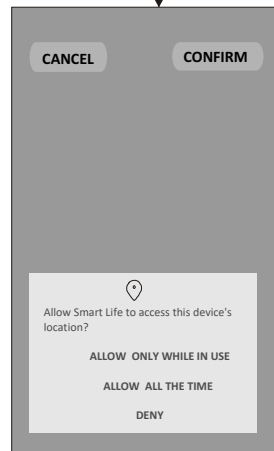 CANCEL
CONFIRM
Allow Smart Life to access this device's
location?
ALLOW ONLY WHILE IN USE
ALLOW ALL THE TIME
DENY